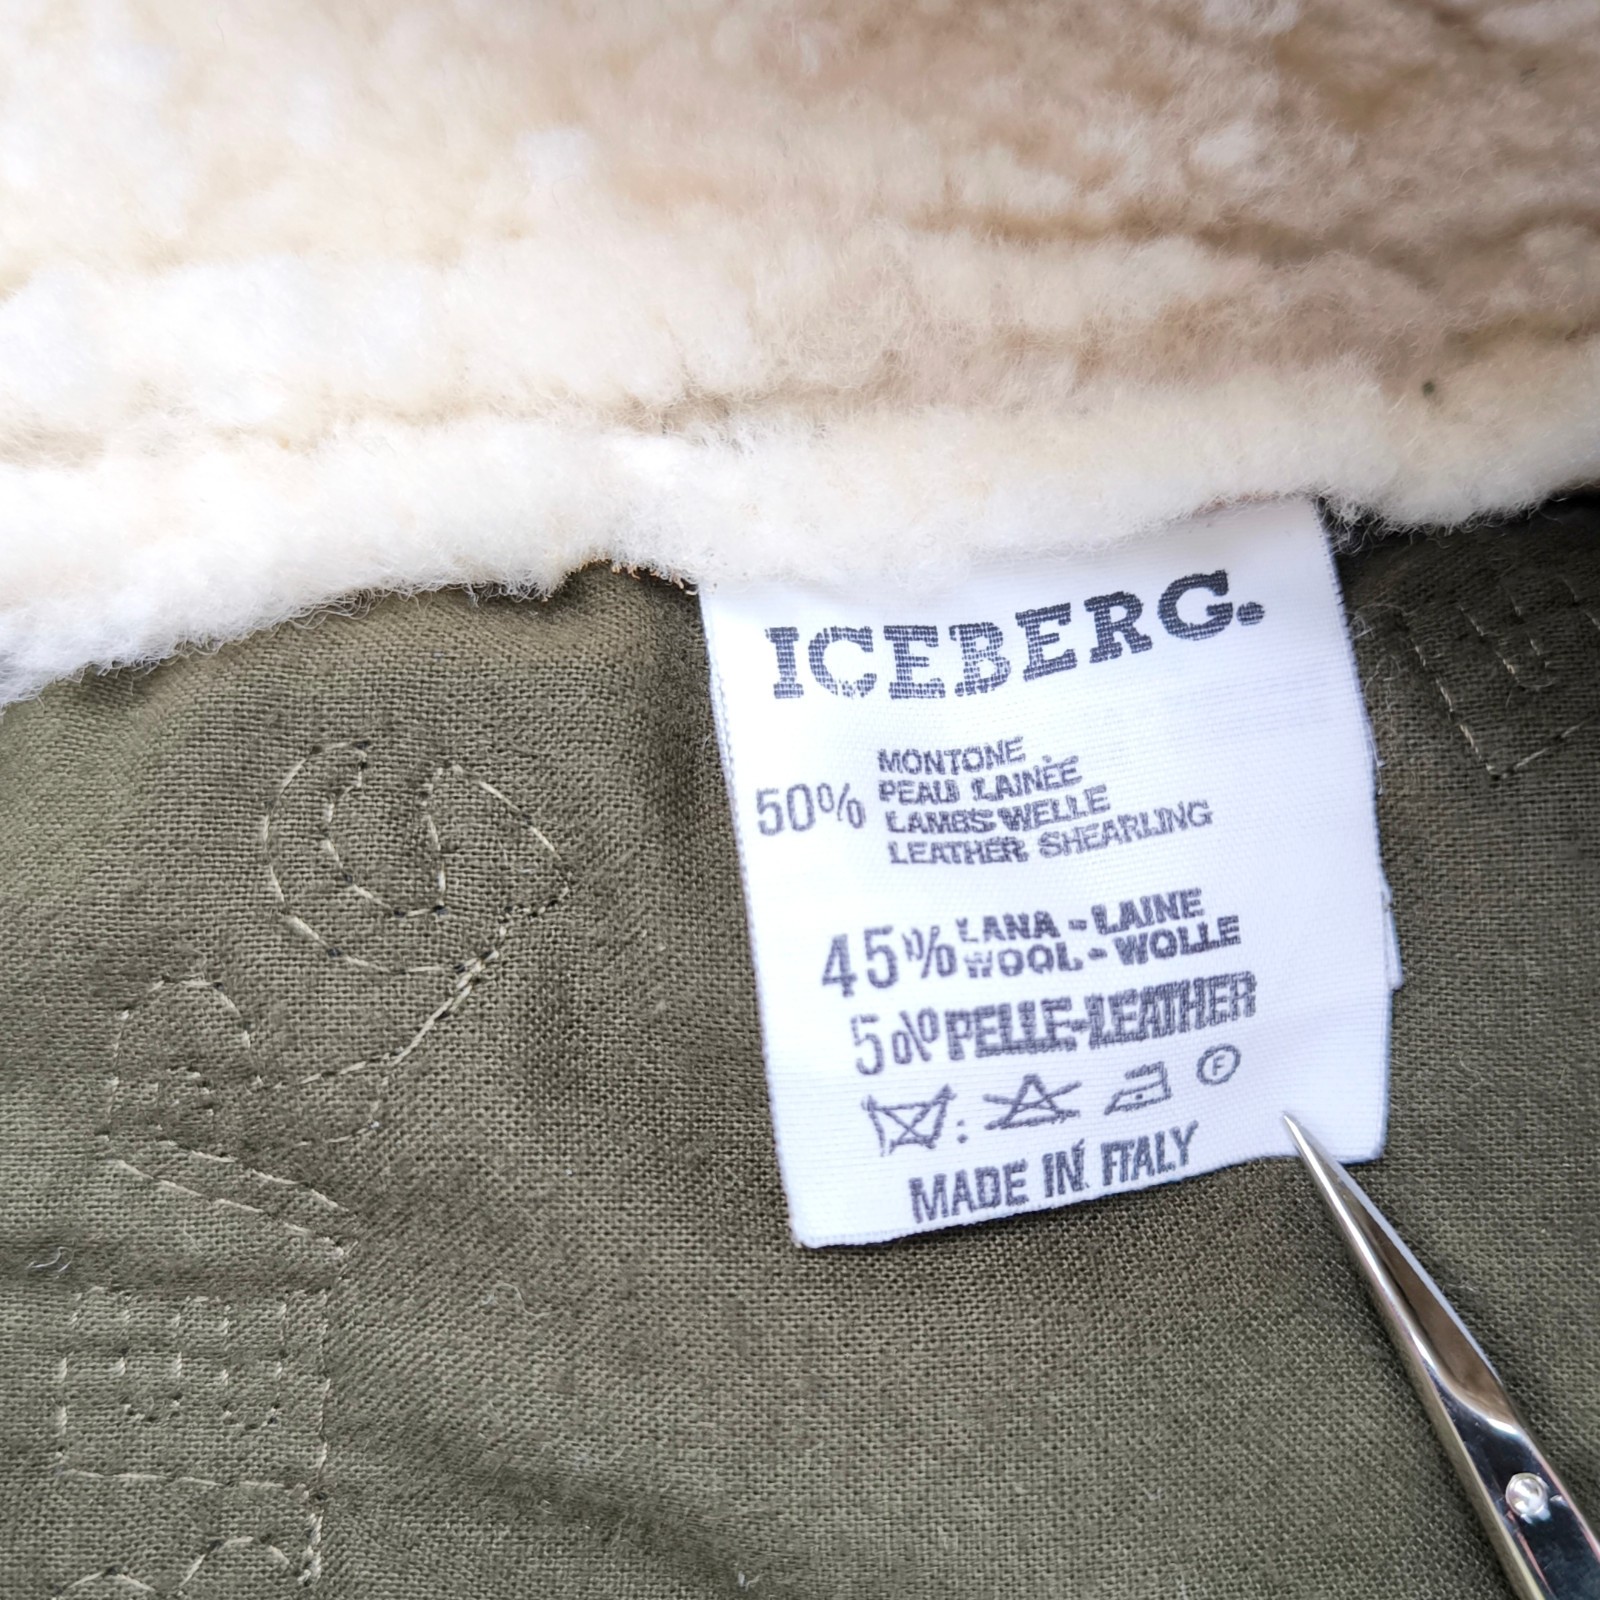 ICEBERG.
50% MONTONE
PEAU LAINÈE
LAMBSWELLE
LEATHER SHEARLING
45% LANA - LAINE
WOOL - WOLLE
5% PELLE-LEATHER
F
MADE IN ITALY